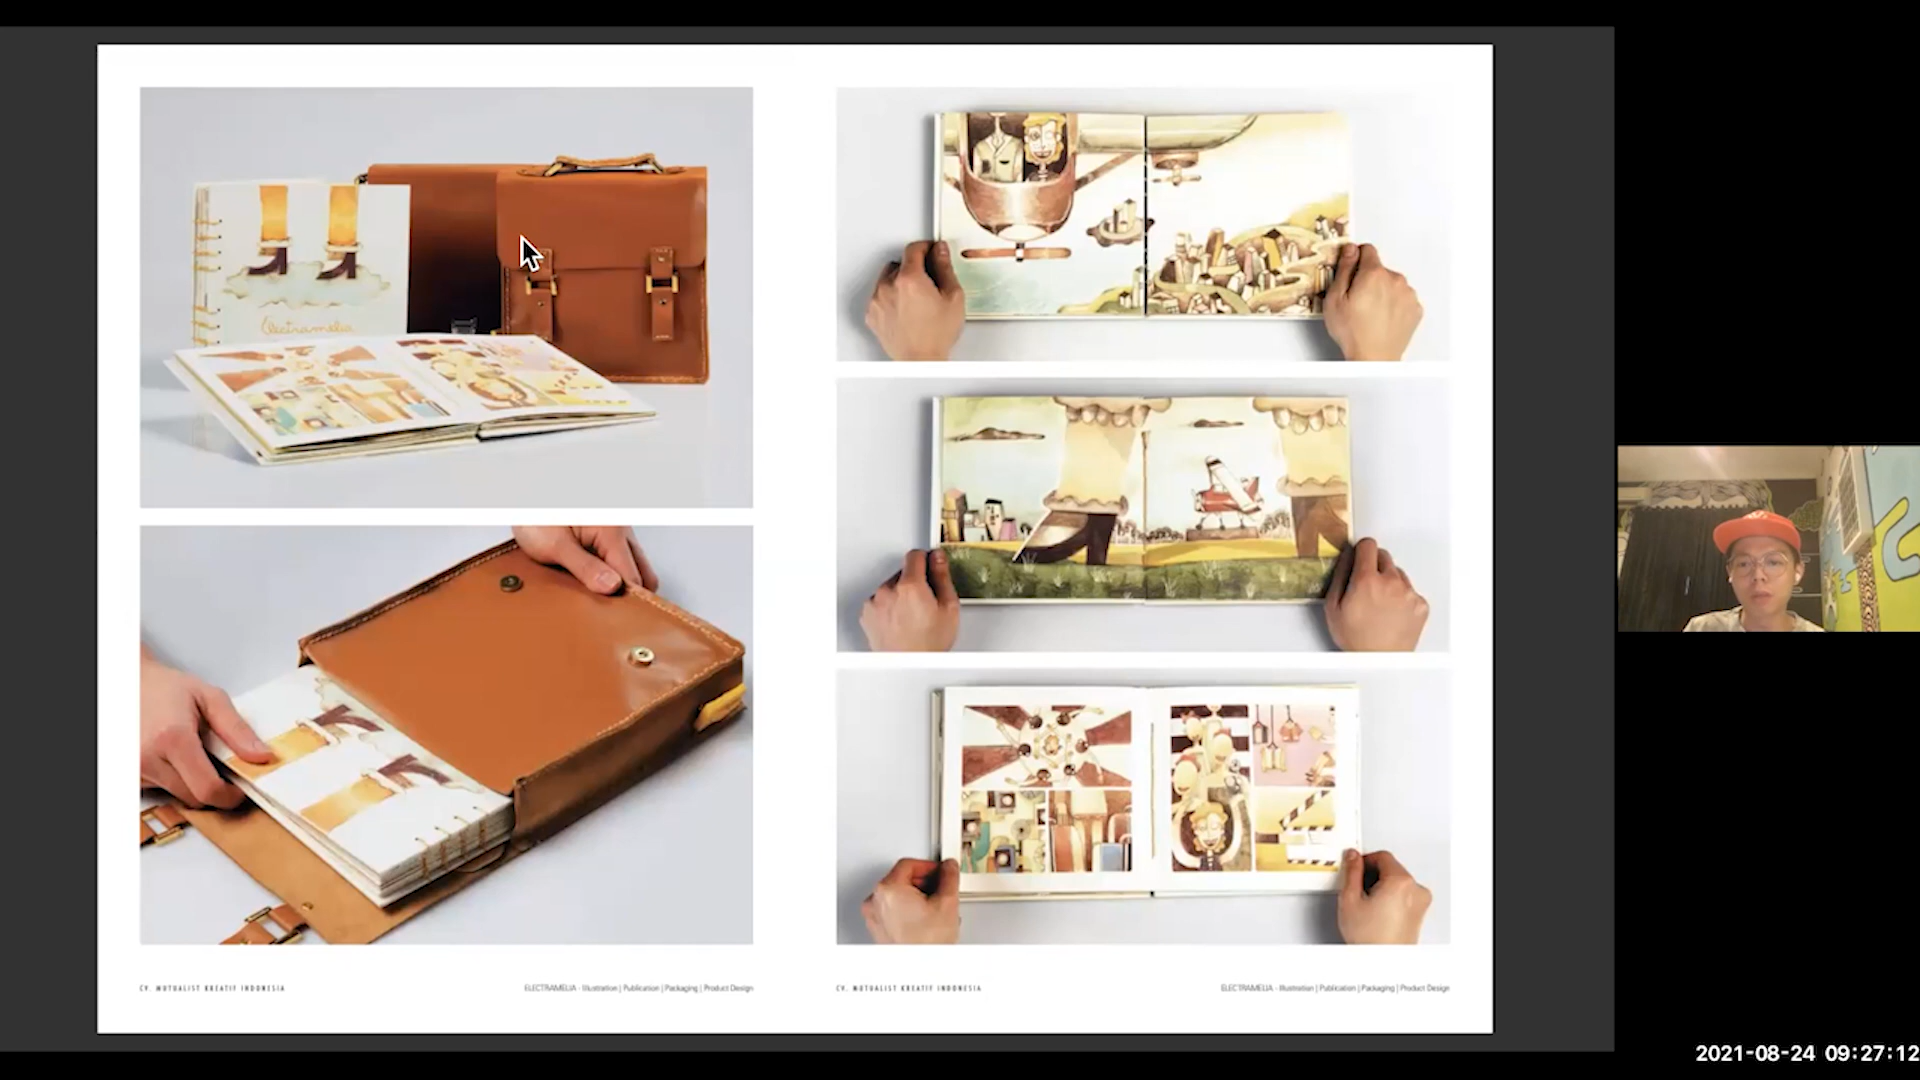 Electramelia
CV. MUTUALIST KREATIF INDONESIA
ELECTRAMELIA - Illustration | Publication | Packaging | Product Design
CV. MUTUALIST KREATIF INDONESIA
ELECTRAMELIA - Illustration | Publication | Packaging | Product Design
2021-08-24 09:27:12